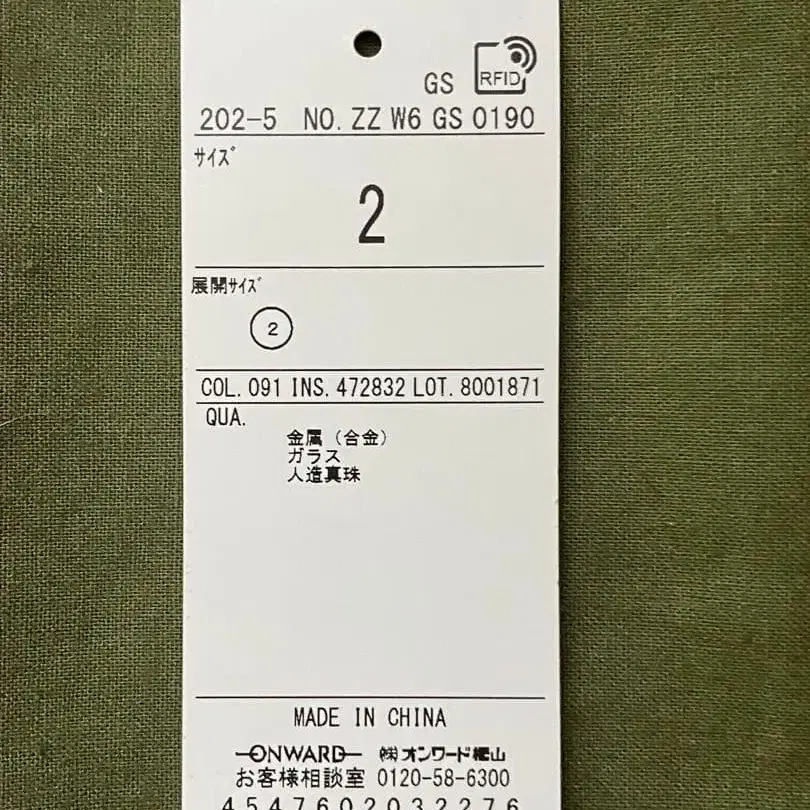 GS RFID
202-5 NO. ZZ W6 GS 0190
サイズ
2
展開サイズ
2
COL. 091 INS. 472832 LOT. 8001871
QUA.
金属（合金）
ガラス
人造真珠
MADE IN CHINA
ONWARD ㈱オンワード樫山
お客様相談室 0120-58-6300
4547602032276